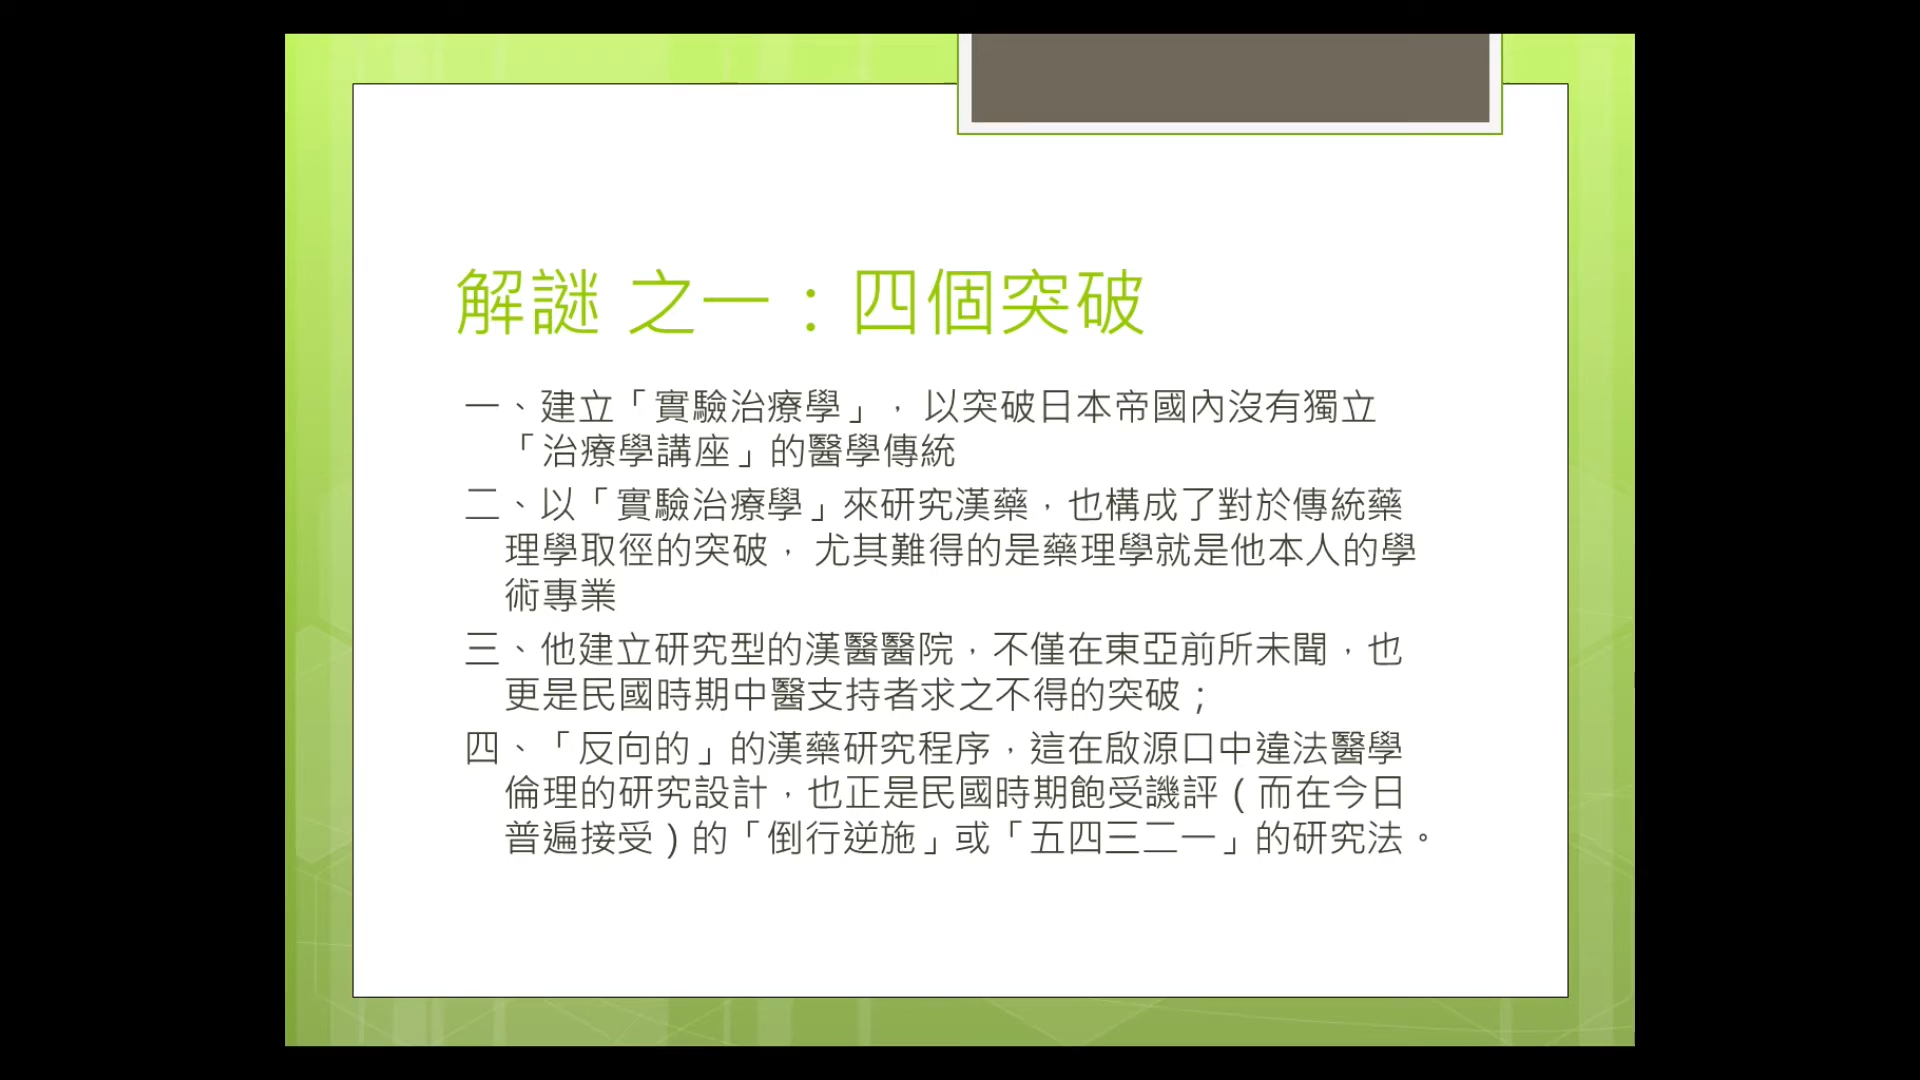 解謎 之一：四個突破
一、建立「實驗治療學」， 以突破日本帝國內沒有獨立
「治療學講座」的醫學傳統
二、以「實驗治療學」來研究漢藥，也構成了對於傳統藥
理學取徑的突破， 尤其難得的是藥理學就是他本人的學
術專業
三、他建立研究型的漢醫醫院，不僅在東亞前所未聞，也
更是民國時期中醫支持者求之不得的突破；
四、「反向的」的漢藥研究程序，這在啟源口中違法醫學
倫理的研究設計，也正是民國時期飽受譏評（而在今日
普遍接受）的「倒行逆施」或「五四三二一」的研究法。